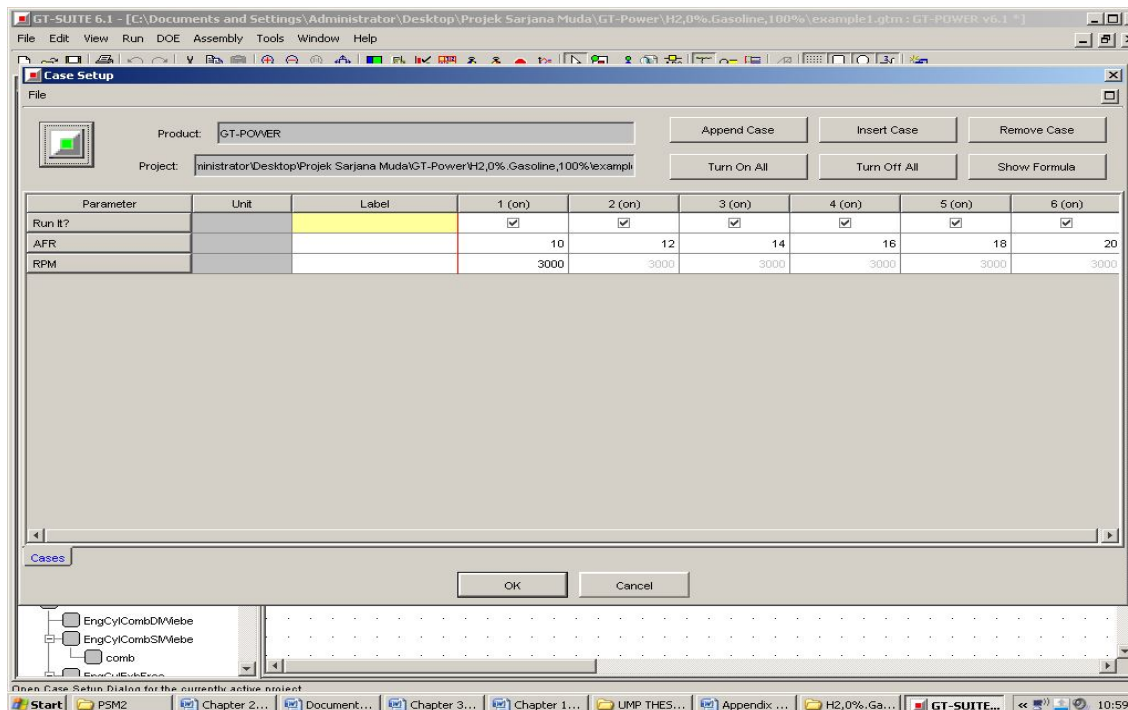 GT-SUITE 6.1 - [C:\Documents and Settings\Administrator\Desktop\Projek Sarjana Muda\GT-Power\H2,0%.Gasoline,100%\example1.gtm : GT-POWER v6.1 *]
File Edit View Run DOE Assembly Tools Window Help
Case Setup
File
Product: GT-POWER
Append Case Insert Case Remove Case
Project: ministrator\Desktop\Projek Sarjana Muda\GT-Power\H2,0%.Gasoline,100%\exampl
Turn On All Turn Off All Show Formula
Parameter Unit Label 1 (on) 2 (on) 3 (on) 4 (on) 5 (on) 6 (on)
Run It?
AFR 10 12 14 16 18 20
RPM 3000 3000 3000 3000 3000 3000
Cases
OK Cancel
EngCylCombDIWiebe
EngCylCombSIWiebe
comb
Open Case Setup Dialog for the currently active project
Start PSM2 Chapter 2... Document... Chapter 3... Chapter 1... UMP THES... Appendix ... H2,0%.Ga... GT-SUITE... 10:59